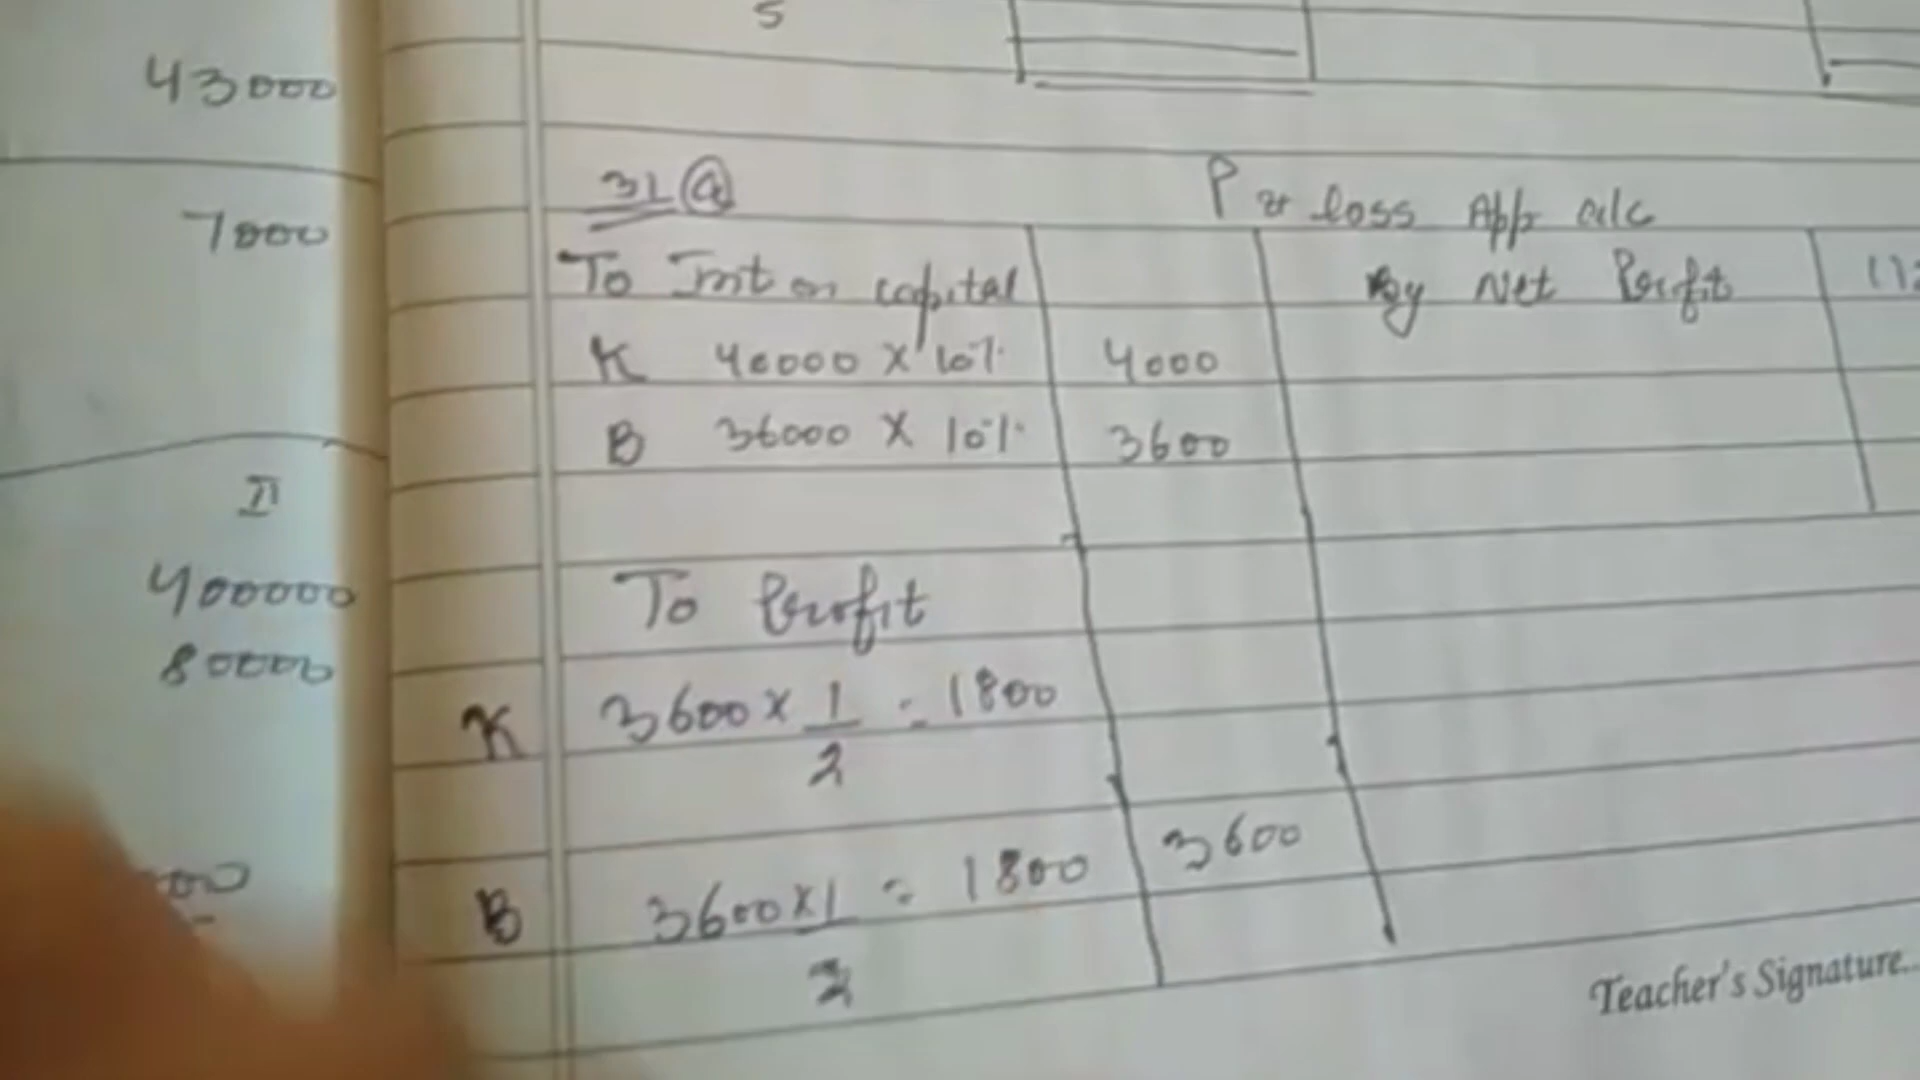 5
43000
7000
II
400000
80000
31 (a)
P & loss App a/c
To Int on capital
By Net Profit
K 40000 X 10% 4000
B 36000 X 10% 3600
To Profit
K 3600 x 1/2 = 1800
B 3600 x 1/2 = 1800 3600
Teacher's Signature..